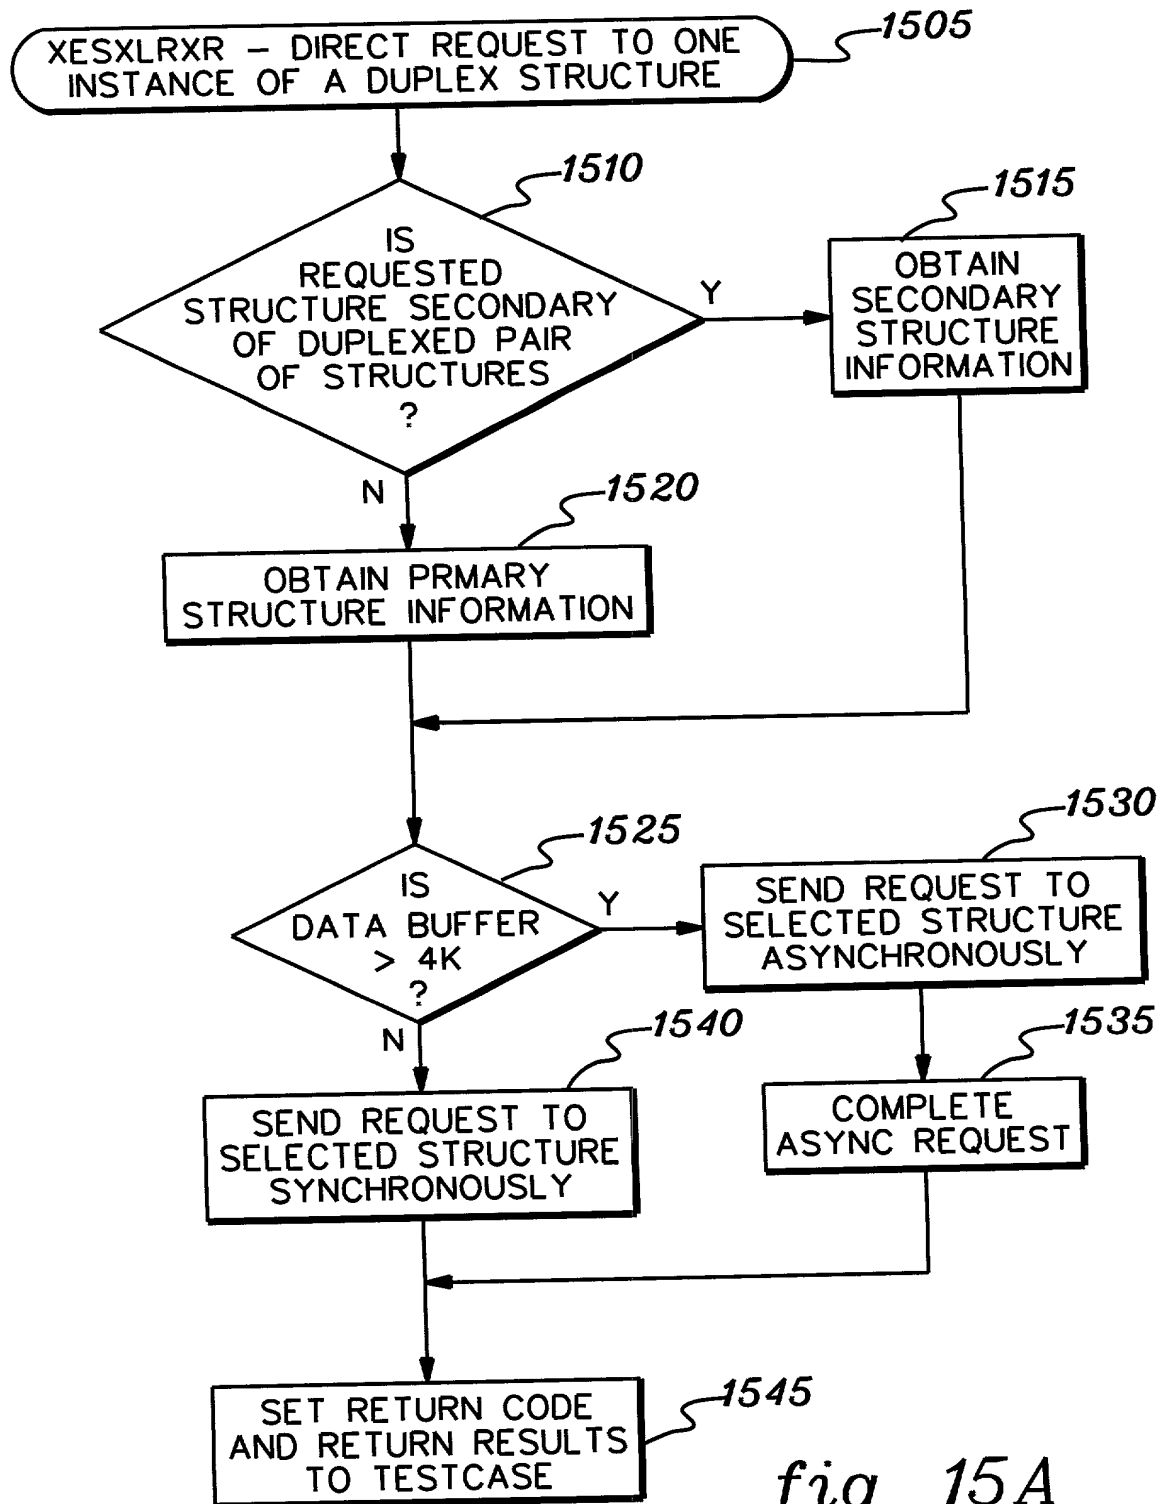 XESXLRXR – DIRECT REQUEST TO ONE
INSTANCE OF A DUPLEX STRUCTURE
1505
1510
IS
REQUESTED
STRUCTURE SECONDARY
OF DUPLEXED PAIR
OF STRUCTURES
?
Y
N
1515
OBTAIN
SECONDARY
STRUCTURE
INFORMATION
1520
OBTAIN PRMARY
STRUCTURE INFORMATION
1525
IS
DATA BUFFER
> 4K
?
Y
N
1530
SEND REQUEST TO
SELECTED STRUCTURE
ASYNCHRONOUSLY
1535
COMPLETE
ASYNC REQUEST
1540
SEND REQUEST TO
SELECTED STRUCTURE
SYNCHRONOUSLY
1545
SET RETURN CODE
AND RETURN RESULTS
TO TESTCASE
fig 15A